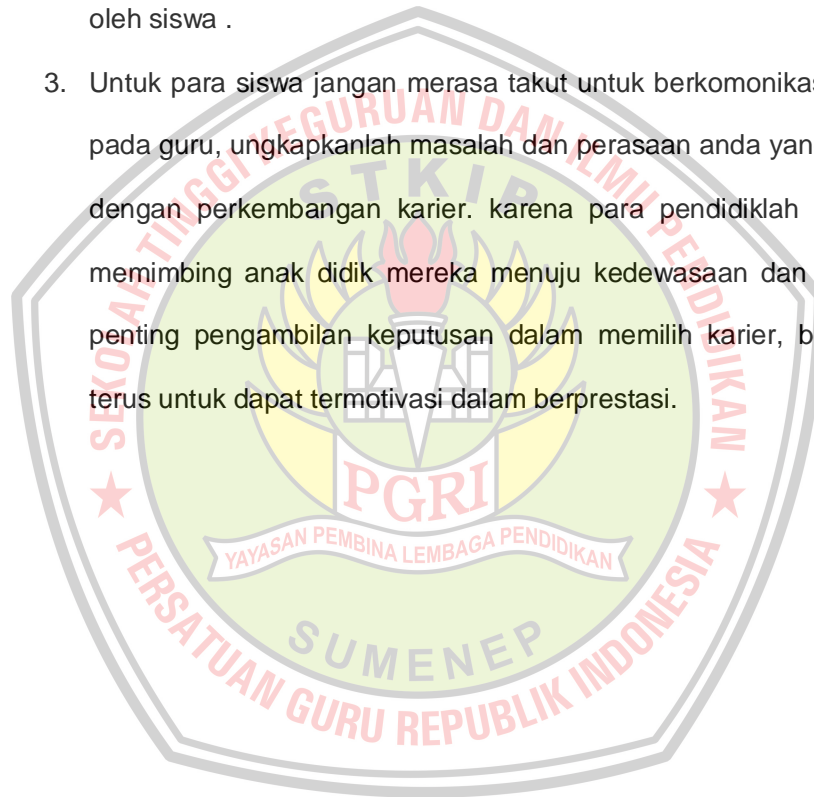 oleh siswa .
3. Untuk para siswa jangan merasa takut untuk berkomonikas
pada guru, ungkapkanlah masalah dan perasaan anda yan
dengan perkembangan karier. karena para pendidiklah
memimbing anak didik mereka menuju kedewasaan dan
penting pengambilan keputusan dalam memilih karier, b
terus untuk dapat termotivasi dalam berprestasi.
SEKOLAH TINGGI KEGURUAN DAN ILMU PENDIDIKAN
STKIP
PGRI
YAYASAN PEMBINA LEMBAGA PENDIDIKAN
SUMENEP
PERSATUAN GURU REPUBLIK INDONESIA